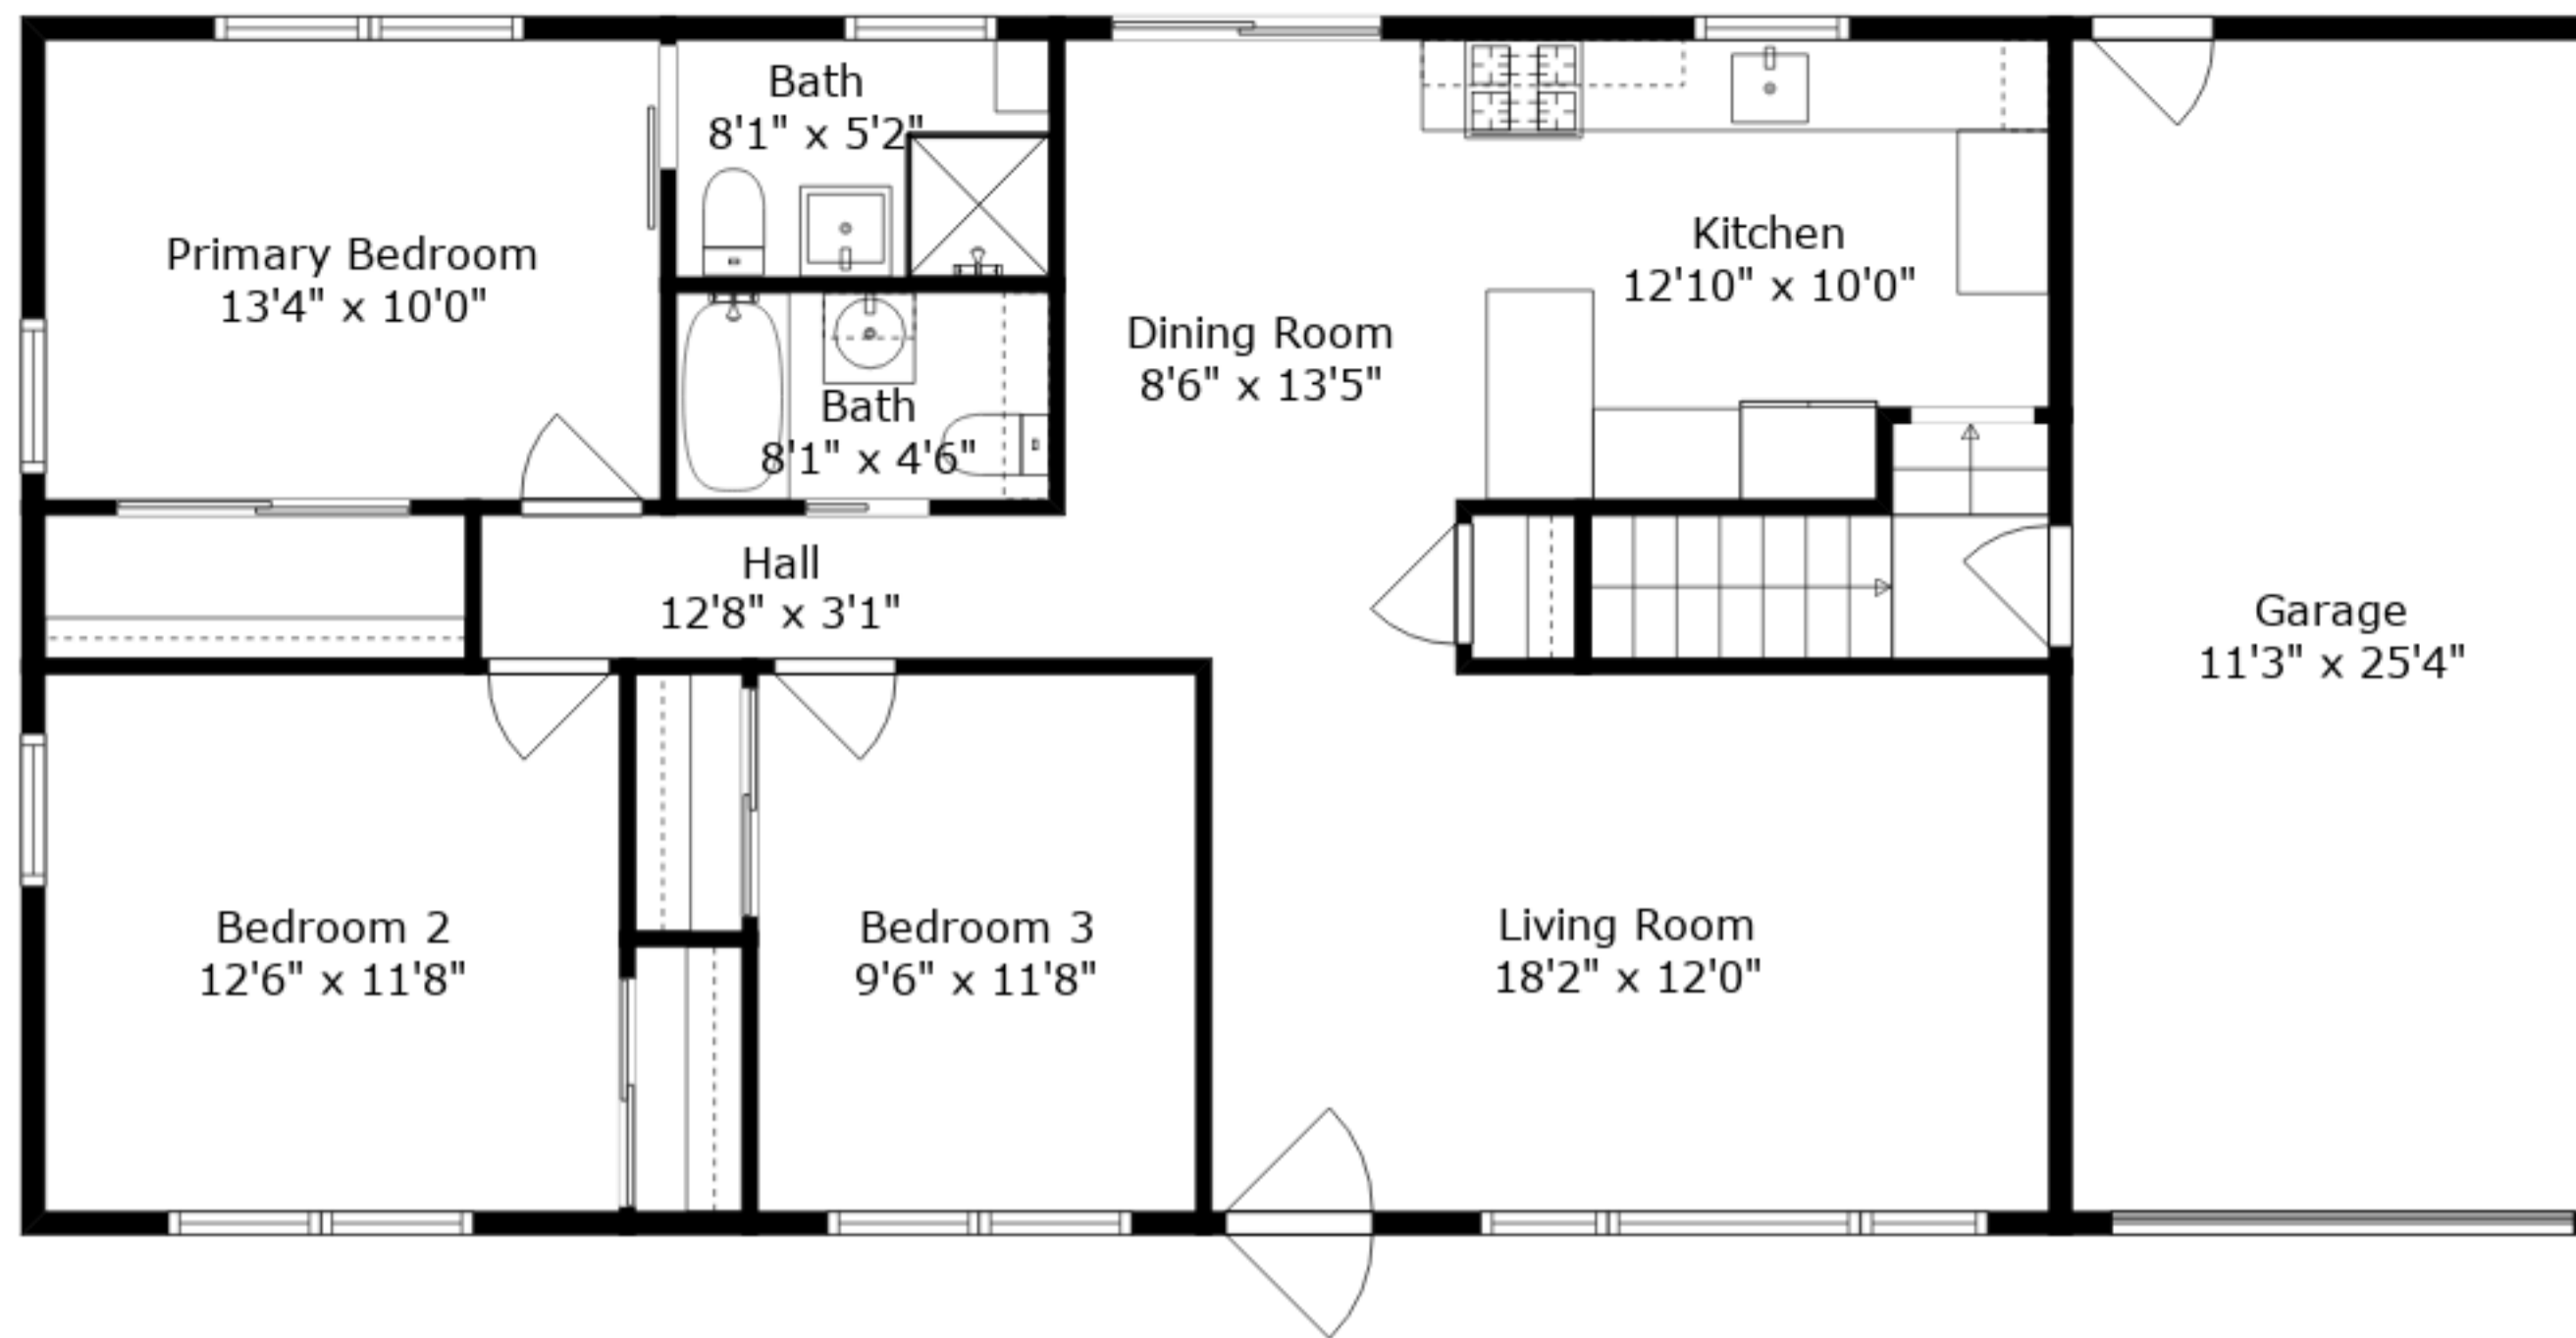 Bath
8'1" x 5'2"
Primary Bedroom
13'4" x 10'0"
Kitchen
12'10" x 10'0"
Dining Room
8'6" x 13'5"
Bath
8'1" x 4'6"
Hall
12'8" x 3'1"
Garage
11'3" x 25'4"
Bedroom 2
12'6" x 11'8"
Bedroom 3
9'6" x 11'8"
Living Room
18'2" x 12'0"